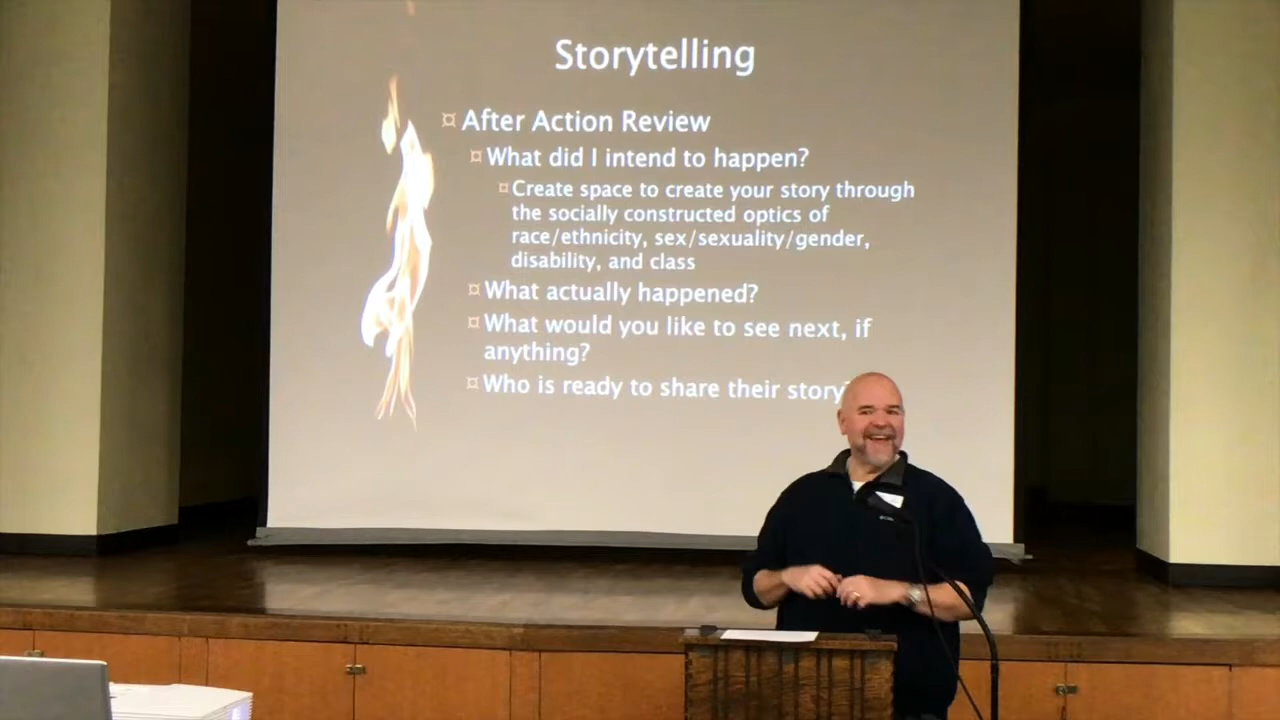 Storytelling
¤ After Action Review
¤ What did I intend to happen?
¤ Create space to create your story through
the socially constructed optics of
race/ethnicity, sex/sexuality/gender,
disability, and class
¤ What actually happened?
¤ What would you like to see next, if
anything?
¤ Who is ready to share their story?